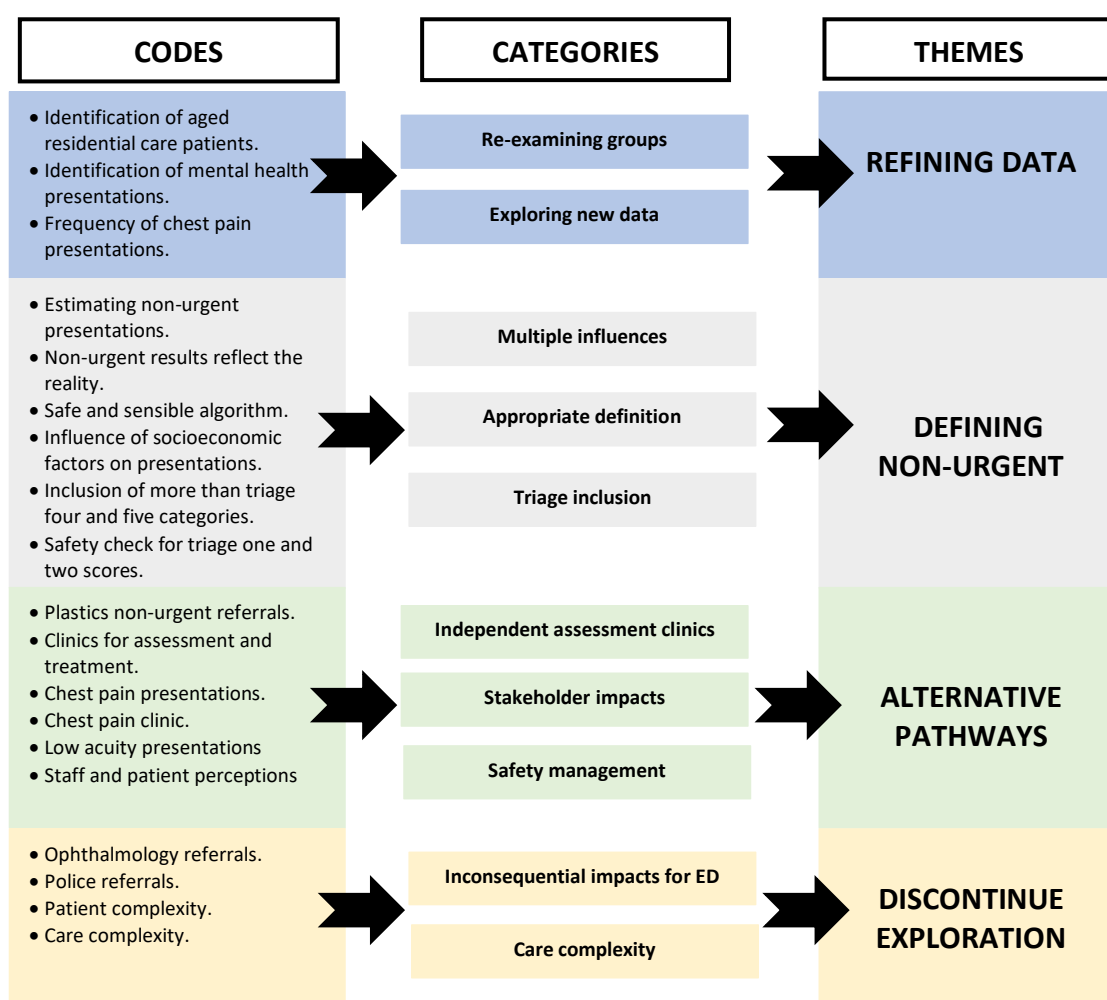 CODES
CATEGORIES
THEMES
• Identification of aged
residential care patients.
• Identification of mental health
presentations.
• Frequency of chest pain
presentations.
Re-examining groups
Exploring new data
REFINING DATA
• Estimating non-urgent
presentations.
• Non-urgent results reflect the
reality.
• Safe and sensible algorithm.
• Influence of socioeconomic
factors on presentations.
• Inclusion of more than triage
four and five categories.
• Safety check for triage one and
two scores.
Multiple influences
Appropriate definition
Triage inclusion
DEFINING
NON-URGENT
• Plastics non-urgent referrals.
• Clinics for assessment and
treatment.
• Chest pain presentations.
• Chest pain clinic.
• Low acuity presentations
• Staff and patient perceptions
Independent assessment clinics
Stakeholder impacts
Safety management
ALTERNATIVE
PATHWAYS
• Ophthalmology referrals.
• Police referrals.
• Patient complexity.
• Care complexity.
Inconsequential impacts for ED
Care complexity
DISCONTINUE
EXPLORATION